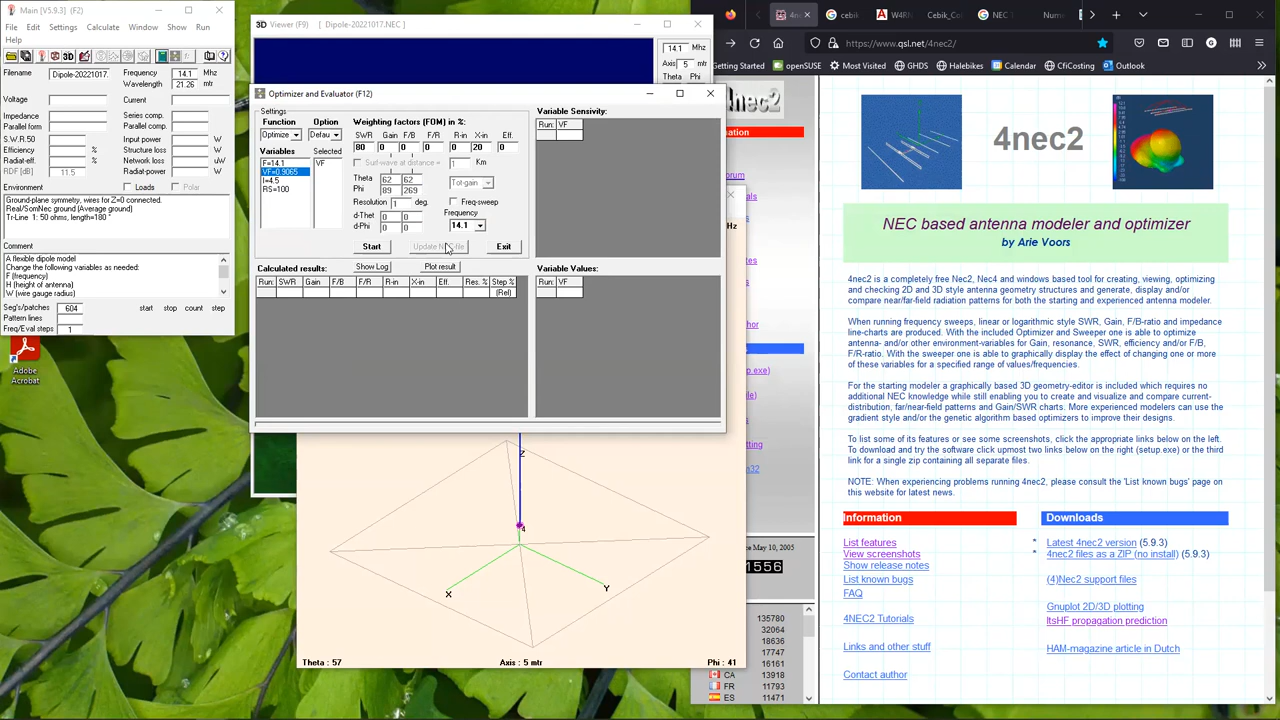 Main [V5.9.3] (F2)
File Edit Settings Calculate Window Show Run
Help
Filename Dipole-20221017. Frequency 14.1 Mhz
Wavelength 21.26 mtr
Voltage Current
Impedance Series comp.
Parallel form Parallel comp.
S.W.R.50 Input power W
Efficiency % Structure loss W
Radiat-eff. % Network loss uW
RDF [dB] 11.5 Radiat-power W
Environment Loads Polar
Ground-plane symmetry, wires for Z=0 connected.
Real/SomNec ground (Average ground)
Tr-Line 1: 50 ohms, length=180 °
Comment
A flexible dipole model
Change the following variables as needed:
F (frequency)
H (height of antenna)
W (wire gauge radius)
Seg's/patches 604 start stop count step
Pattern lines
Freq/Eval steps 1
Adobe
Acrobat
3D Viewer (F9) [ Dipole-20221017.NEC
14.1 Mhz
Axis 5 mtr
Theta Phi
Optimizer and Evaluator (F12)
Settings
Function Option Weighting factors (FOM) in %:
Optimize Defau SWR Gain F/B F/R R-in X-in Eff.
80 0 0 0 0 20 0
Variables Selected
F=14.1 VF
VF=0.9065
I=4.5
RS=100
Surf-wave at distance = 1 Km
Theta 62 62 Tot-gain
Phi 89 269
Resolution 1 deg. Freq-sweep
d-Thet 0 0 Frequency
d-Phi 0 0 14.1
Start Exit
Calculated results: Show Log Plot result
Run: SWR Gain F/B F/R R-in X-in Eff. Res. % Step %
(Rel)
Variable Sensivity:
Run: VF
Variable Values:
Run: VF
Z
4
X
Y
Theta : 57 Axis : 5 mtr Phi : 41
Hz
4nec2
mation
orum
als
es
hor
p.exe)
le)
tting
in32
ce May 10, 2005
1556
135780
32064
18636
17747
16161
CA 13918
FR 11793
ES 11471
4n cebik W4RN Cebik_Col NEC Num
https://www.qsl.net/4nec2/
Getting Started openSUSE Most Visited GHDS Halebits Calendar CfiCosting Outlook
4nec2
NEC based antenna modeler and optimizer
by Arie Voors
4nec2 is a completely free Nec2, Nec4 and windows based tool for creating, viewing, optimizing
and checking 2D and 3D style antenna geometry structures and generate, display and/or
compare near/far-field radiation patterns for both the starting and experienced antenna modeler.
When running frequency sweeps, linear or logarithmic style SWR, Gain, F/B-ratio and impedance
line-charts are produced. With the included Optimizer and Sweeper one is able to optimize
antenna- and/or other environment-variables for Gain, resonance, SWR, efficiency and/or F/B,
F/R-ratio. With the sweeper one is able to graphically display the effect of changing one or more
of these variables for a specified range of values/frequencies.
For the starting modeler a graphically based 3D geometry-editor is included which requires no
additional NEC knowledge while still enabling you to create and visualize and compare current-
distribution, far/near-field patterns and Gain/SWR charts. More experienced modelers can use the
gradient style and/or the genetic algorithm based optimizers to improve their designs.
To list some of its features or see some screenshots, click the appropriate links below on the left.
To download and try the software click upmost two links below on the right (setup.exe) or the third
link for a single zip containing all separate files.
NOTE: When experiencing problems running 4nec2, please consult the 'List known bugs' page on
this website for latest news.
Information
List features
View screenshots
Show release notes
List known bugs
FAQ
4NEC2 Tutorials
Links and other stuff
Contact author
Downloads
* Latest 4nec2 version (5.9.3)
* 4nec2 files as a ZIP (no install) (5.9.3)
(4)Nec2 support files
Gnuplot 2D/3D plotting
ItsHF propagation prediction
HAM-magazine article in Dutch